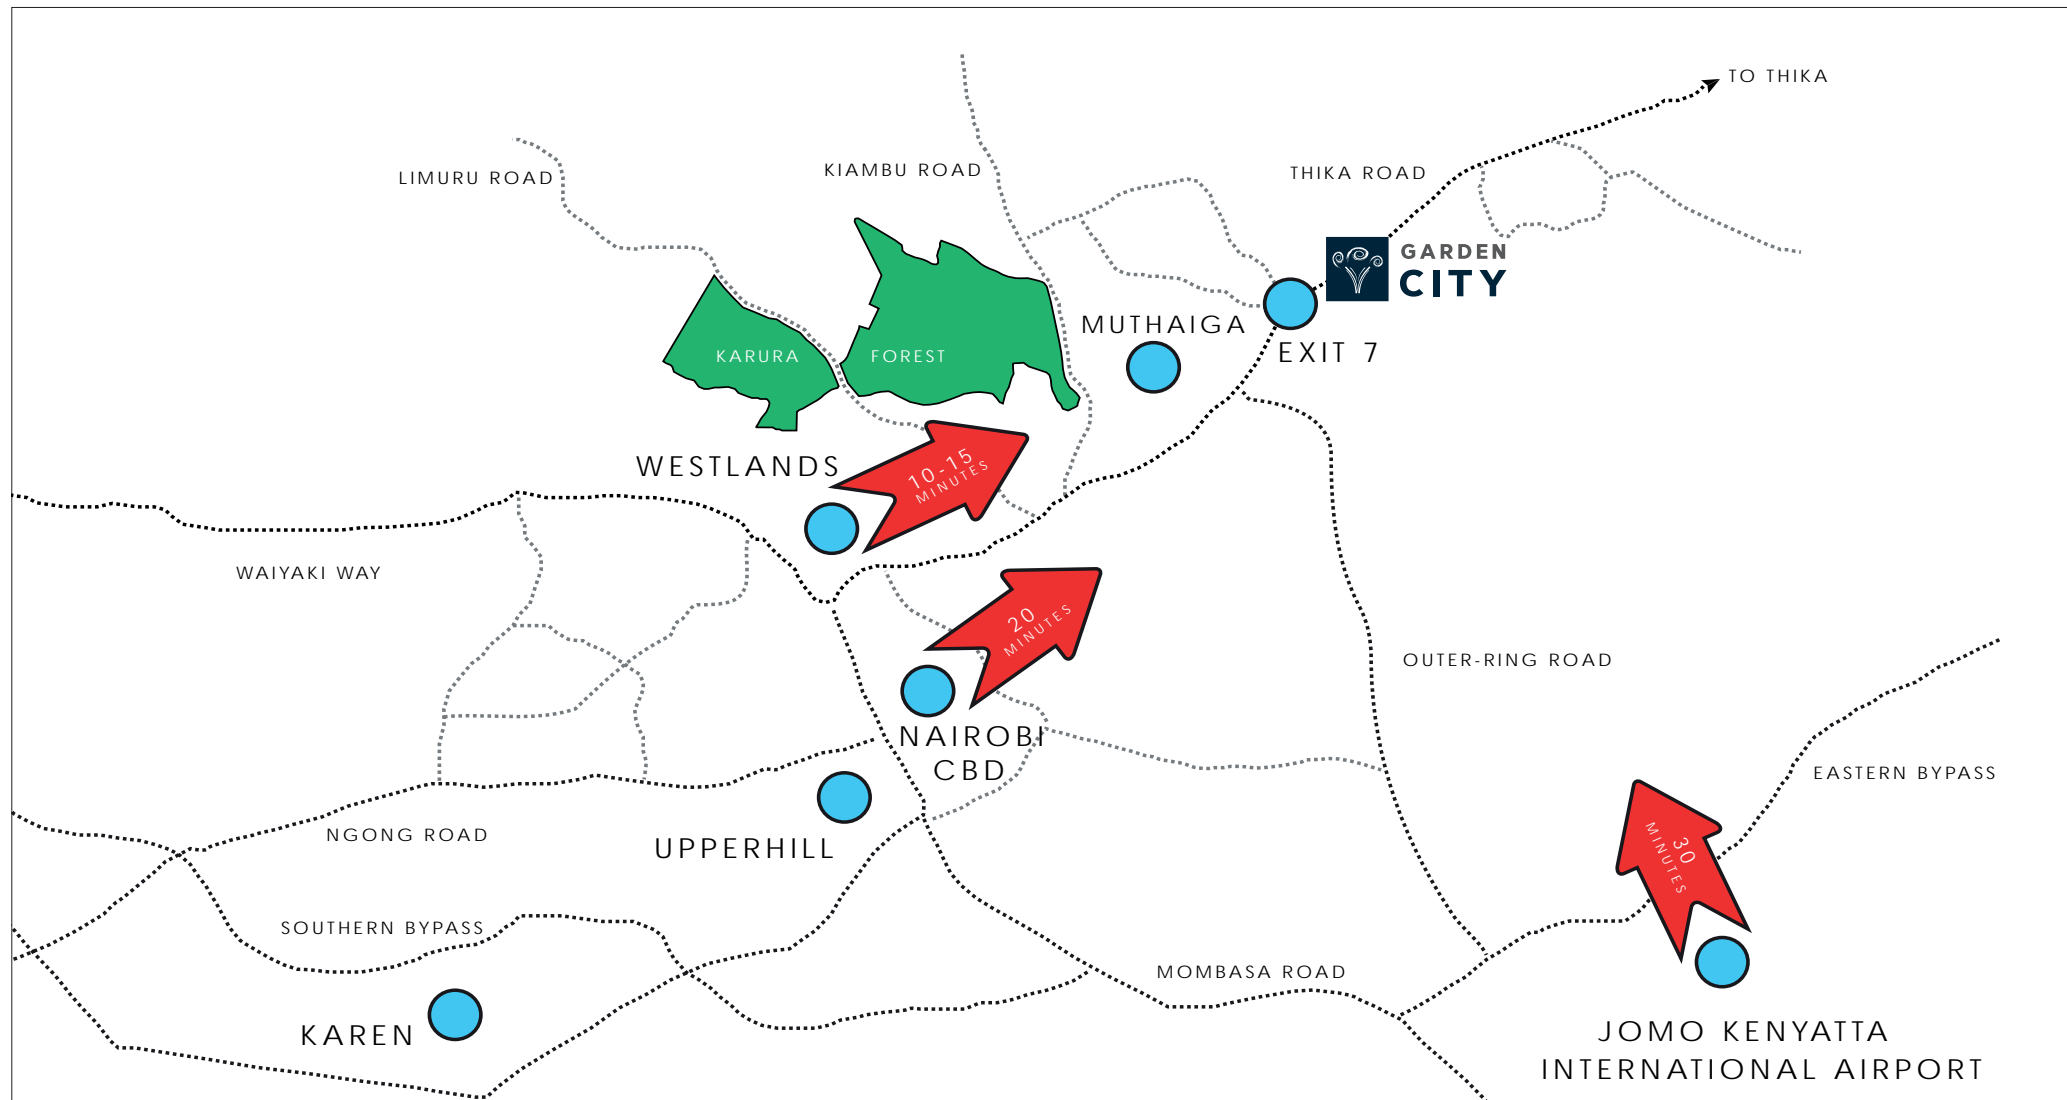 TO THIKA
LIMURU ROAD
KIAMBU ROAD
THIKA ROAD
GARDEN
CITY
MUTHAIGA
EXIT 7
KARURA
FOREST
WESTLANDS
10-15
MINUTES
WAIYAKI WAY
20
MINUTES
OUTER-RING ROAD
NAIROBI
CBD
EASTERN BYPASS
NGONG ROAD
UPPERHILL
30
MINUTES
SOUTHERN BYPASS
MOMBASA ROAD
KAREN
JOMO KENYATTA
INTERNATIONAL AIRPORT